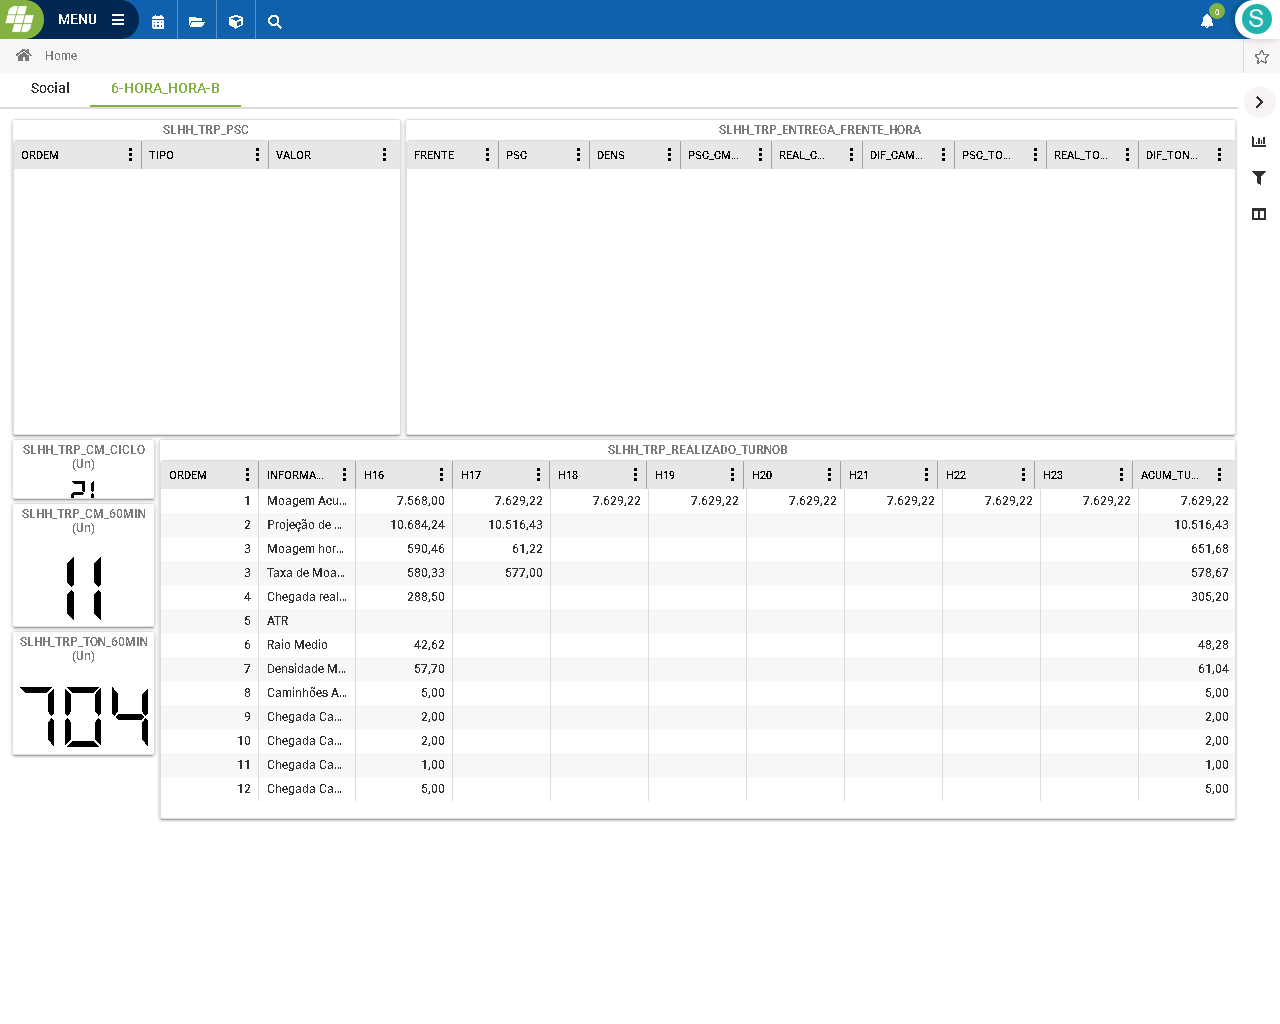 MENU
0
S
Home
Social 6-HORA_HORA-B
SLHH_TRP_PSC
ORDEM TIPO VALOR
SLHH_TRP_ENTREGA_FRENTE_HORA
FRENTE PSC DENS PSC_CM... REAL_C... DIF_CAM... PSC_TO... REAL_TO... DIF_TON...
SLHH_TRP_CM_CICLO
(Un)
21
SLHH_TRP_CM_60MIN
(Un)
11
SLHH_TRP_TON_60MIN
(Un)
704
SLHH_TRP_REALIZADO_TURNOB
ORDEM INFORMA... H16 H17 H18 H19 H20 H21 H22 H23 ACUM_TU...
1 Moagem Acu... 7.568,00 7.629,22 7.629,22 7.629,22 7.629,22 7.629,22 7.629,22 7.629,22 7.629,22
2 Projeção de ... 10.684,24 10.516,43 10.516,43
3 Moagem hor... 590,46 61,22 651,68
3 Taxa de Moa... 580,33 577,00 578,67
4 Chegada real... 288,50 305,20
5 ATR
6 Raio Medio 42,62 48,28
7 Densidade M... 57,70 61,04
8 Caminhões A... 5,00 5,00
9 Chegada Ca... 2,00 2,00
10 Chegada Ca... 2,00 2,00
11 Chegada Ca... 1,00 1,00
12 Chegada Ca... 5,00 5,00